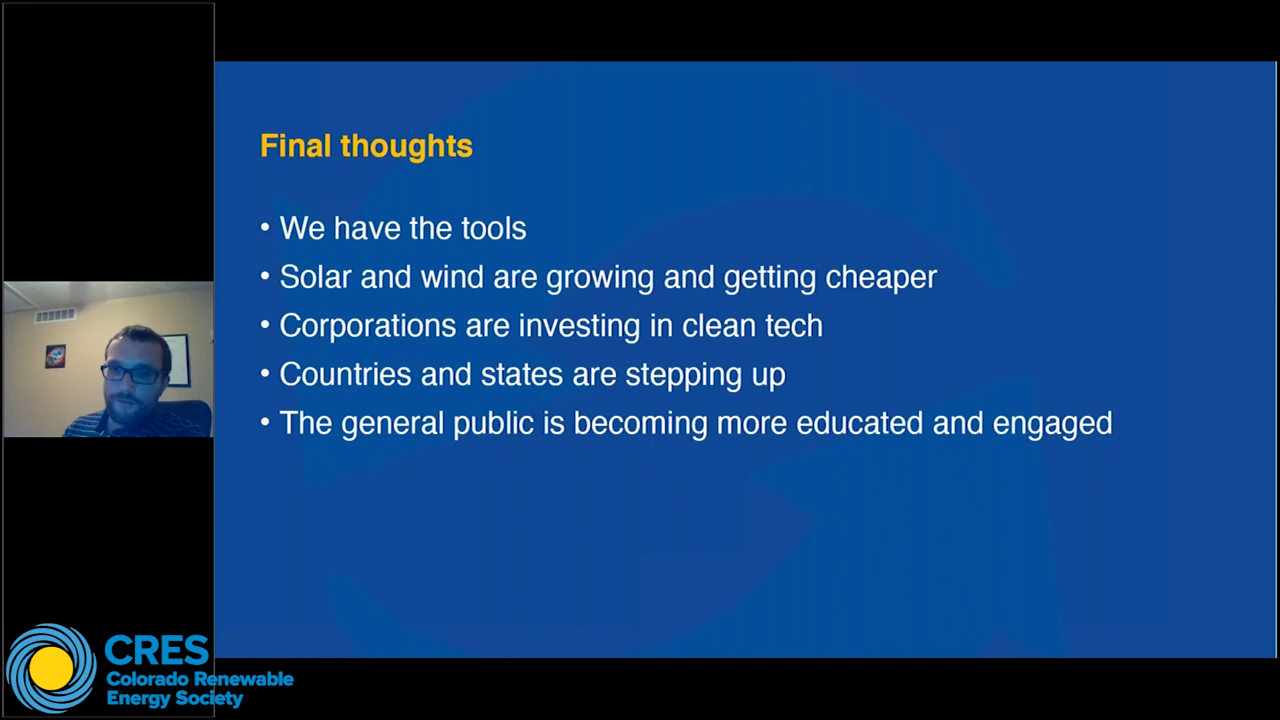 Final thoughts
• We have the tools
• Solar and wind are growing and getting cheaper
• Corporations are investing in clean tech
• Countries and states are stepping up
• The general public is becoming more educated and engaged
CRES
Colorado Renewable
Energy Society